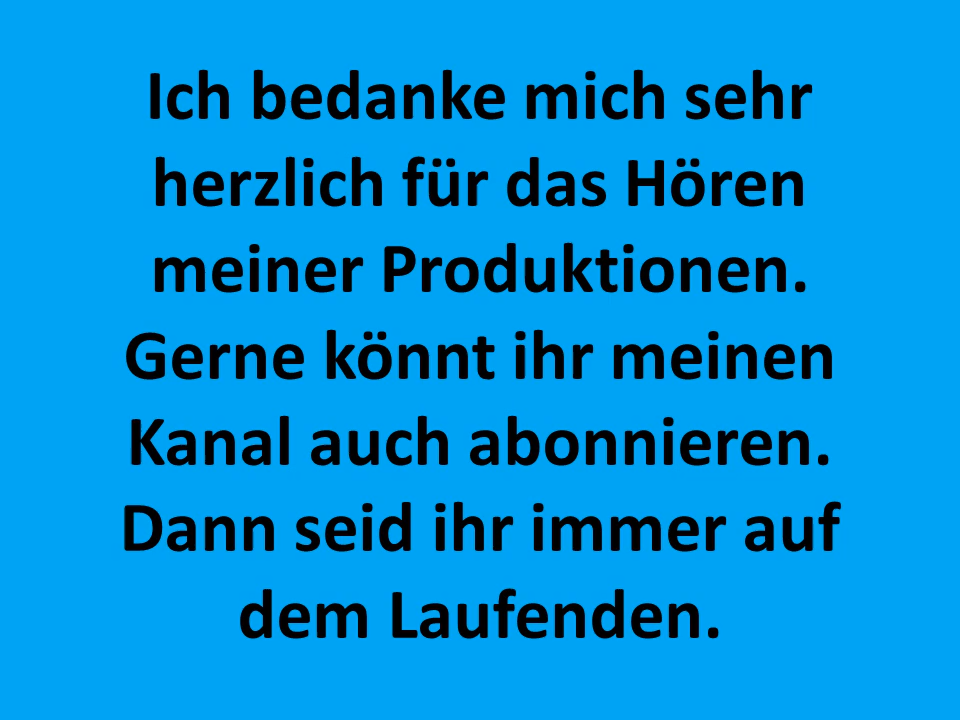 Ich bedanke mich sehr
herzlich für das Hören
meiner Produktionen.
Gerne könnt ihr meinen
Kanal auch abonnieren.
Dann seid ihr immer auf
dem Laufenden.